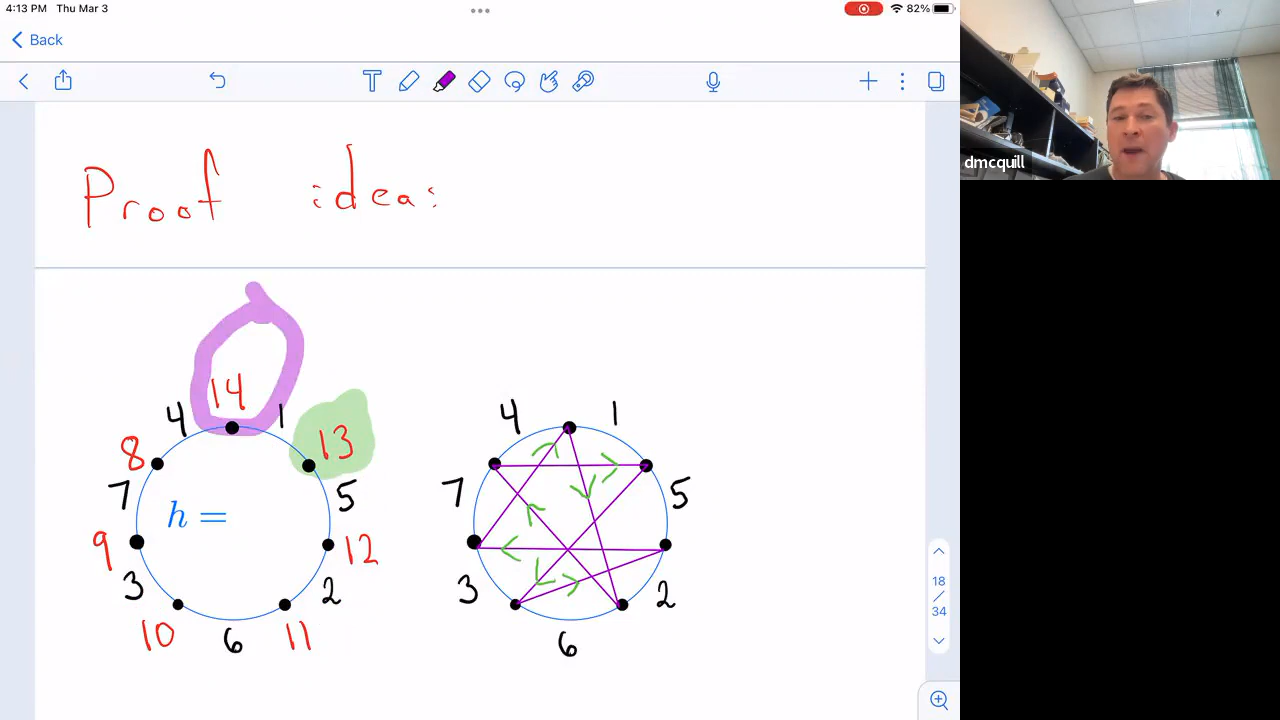 4:13 PM Thu Mar 3
82%
Back
T
dmcquill
Proof idea:
14
4 1
8 13
7 5
h =
9 12
3 2
10 6 11
4 1
7 5
3 2
6
18
/
34